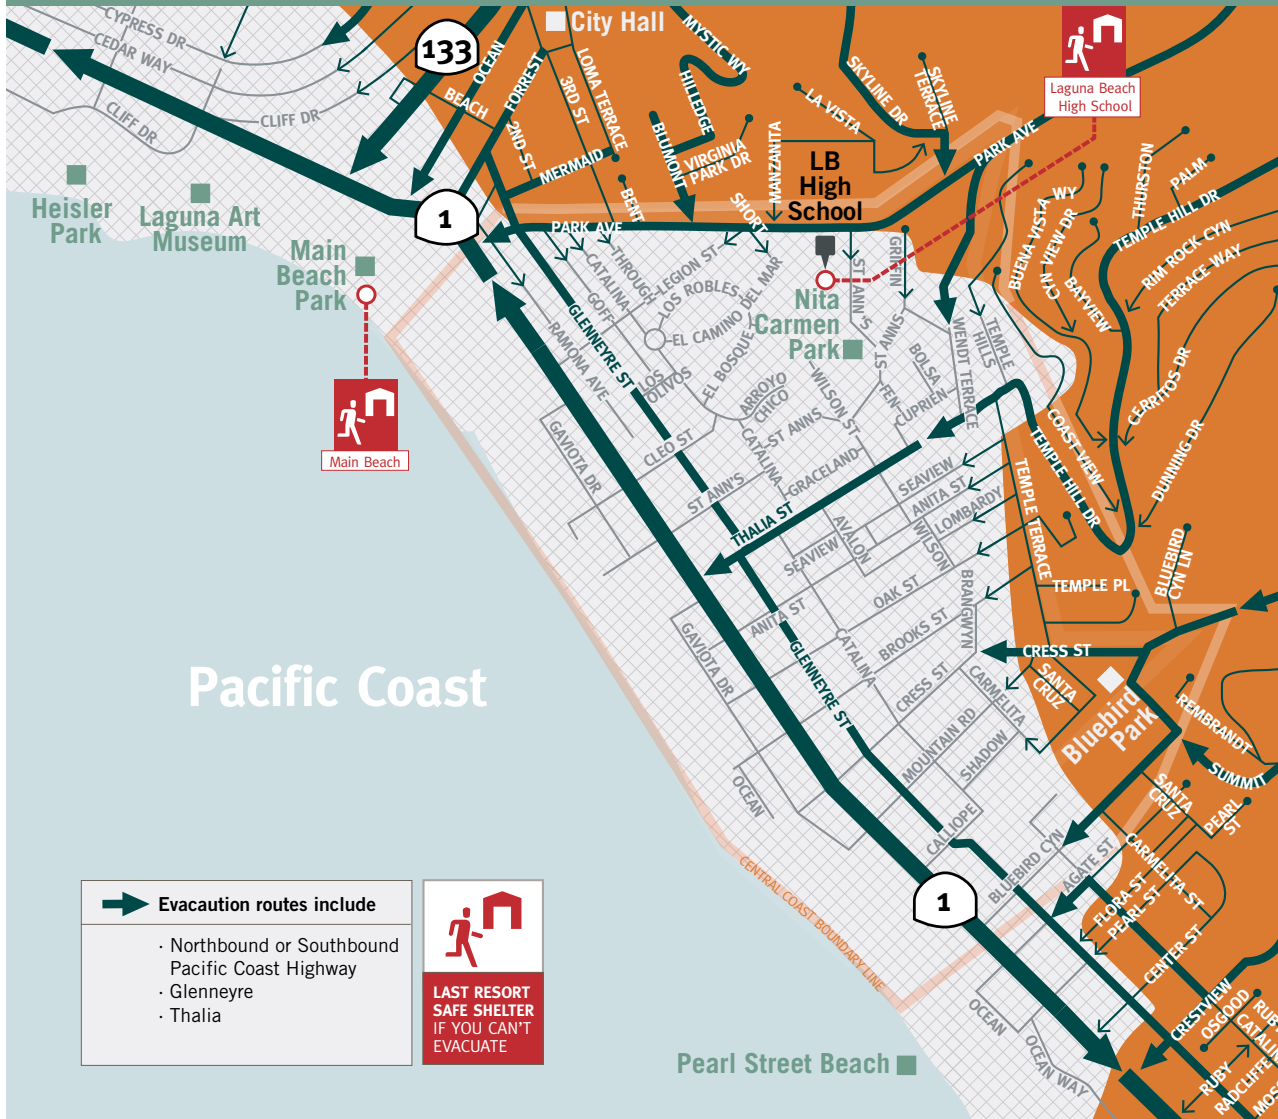 City Hall
133
CYPRESS DR
CEDAR WAY
CLIFF DR
CLIFF DR
OCEAN
FORREST
BEACH
2ND ST
3RD ST
LOMA TERRACE
MERMAID
BENT
MYSTIC WY
HILLEDGE
BLUMONT
VIRGINIA
PARK DR
SHORT
MANZANITA
LA VISTA
SKYLINE DR
SKYLINE
TERRACE
PARK AVE
PARK AVE
Laguna Beach
High School
LB
High
School
Heisler
Park
Laguna Art
Museum
Main
Beach
Park
1
Main Beach
THROUGH
CATALINA
GOFF
LEGION ST
LOS ROBLES
EL CAMINO DEL MAR
EL BOSQUE
LOS
OLIVOS
ARROYO
CHICO
RAMONA AVE
GLENNEYRE ST
Nita
Carmen
Park
ST ANN'S
GRIFFIN
ST ANNS
WENDT TERRACE
TEMPLE
HILLS
BOLSA
CUPRIEN
FEN
WILSON ST
BUENA VISTA WY
CYN VIEW DR
BAYVIEW
THURSTON
PALM
TEMPLE HILL DR
RIM ROCK CYN
TERRACE WAY
CERRITOS DR
DUNNING DR
COAST VIEW
TEMPLE HILL DR
TEMPLE TERRACE
GAVIOTA DR
CLEO ST
ST ANN'S
CATALINA
ST ANNS
GRACELAND
THALIA ST
SEAVIEW
ANITA ST
LOMBARDY
WILSON
AVALON
SEAVIEW
ANITA ST
OAK ST
BROOKS ST
BRANGWYN
BLUEBIRD
CYN LN
TEMPLE PL
CRESS ST
SANTA
CRUZ
Bluebird
Park
REMBRANDT
SUMMIT
GAVIOTA DR
GLENNEYRE ST
CATALINA
CRESS ST
CARMELITA
MOUNTAIN RD
SHADOW
CALLIOPE
OCEAN
BLUEBIRD CYN
AGATE ST
SANTA
CRUZ
PEARL
ST
CARMELITA ST
FLORA ST
PEARL ST
CENTER ST
CRESTVIEW
OSGOOD
RUBY
CATALINA
RUBY
RADCLIFFE
MOSS
OCEAN
OCEAN WAY
1
Pacific Coast
CENTRAL COAST BOUNDARY LINE
Pearl Street Beach
Evacaution routes include
· Northbound or Southbound
Pacific Coast Highway
· Glenneyre
· Thalia
LAST RESORT
SAFE SHELTER
IF YOU CAN'T
EVACUATE